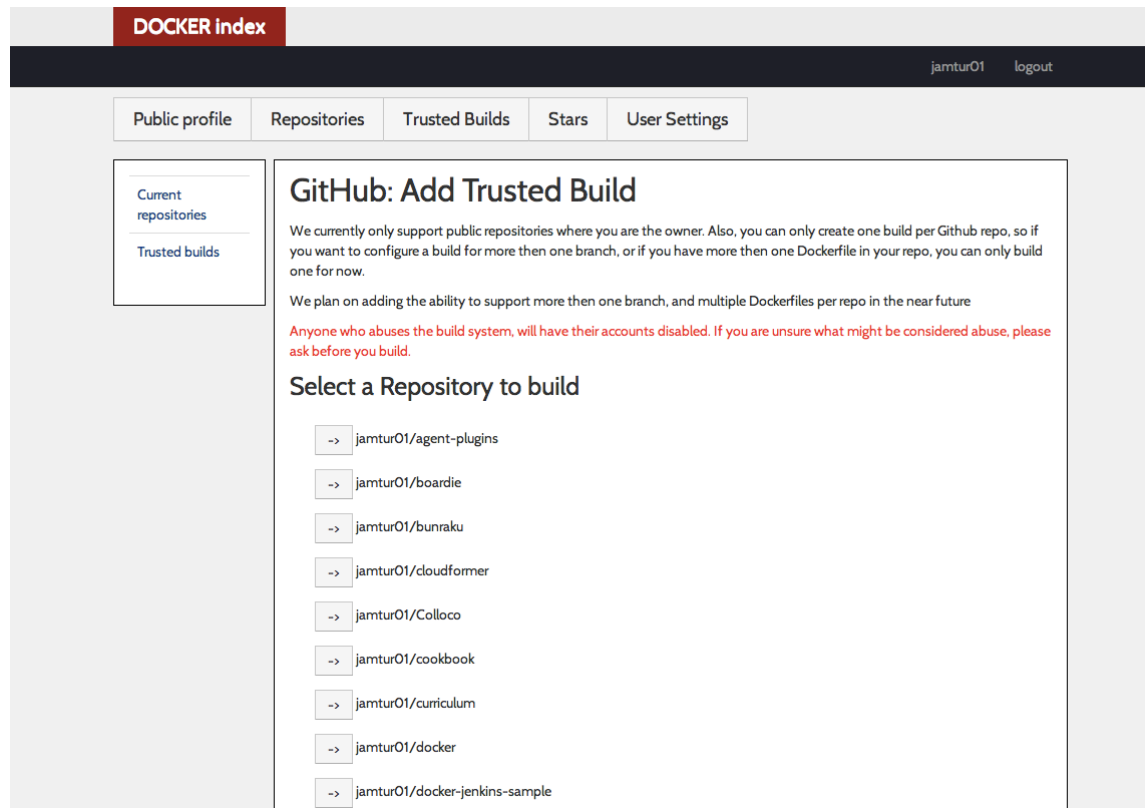 DOCKER index
jamtur01 logout
Public profile Repositories Trusted Builds Stars User Settings
Current
repositories
Trusted builds
GitHub: Add Trusted Build
We currently only support public repositories where you are the owner. Also, you can only create one build per Github repo, so if
you want to configure a build for more then one branch, or if you have more then one Dockerfile in your repo, you can only build
one for now.
We plan on adding the ability to support more then one branch, and multiple Dockerfiles per repo in the near future
Anyone who abuses the build system, will have their accounts disabled. If you are unsure what might be considered abuse, please
ask before you build.
Select a Repository to build
-> jamtur01/agent-plugins
-> jamtur01/boardie
-> jamtur01/bunraku
-> jamtur01/cloudformer
-> jamtur01/Colloco
-> jamtur01/cookbook
-> jamtur01/curriculum
-> jamtur01/docker
-> jamtur01/docker-jenkins-sample